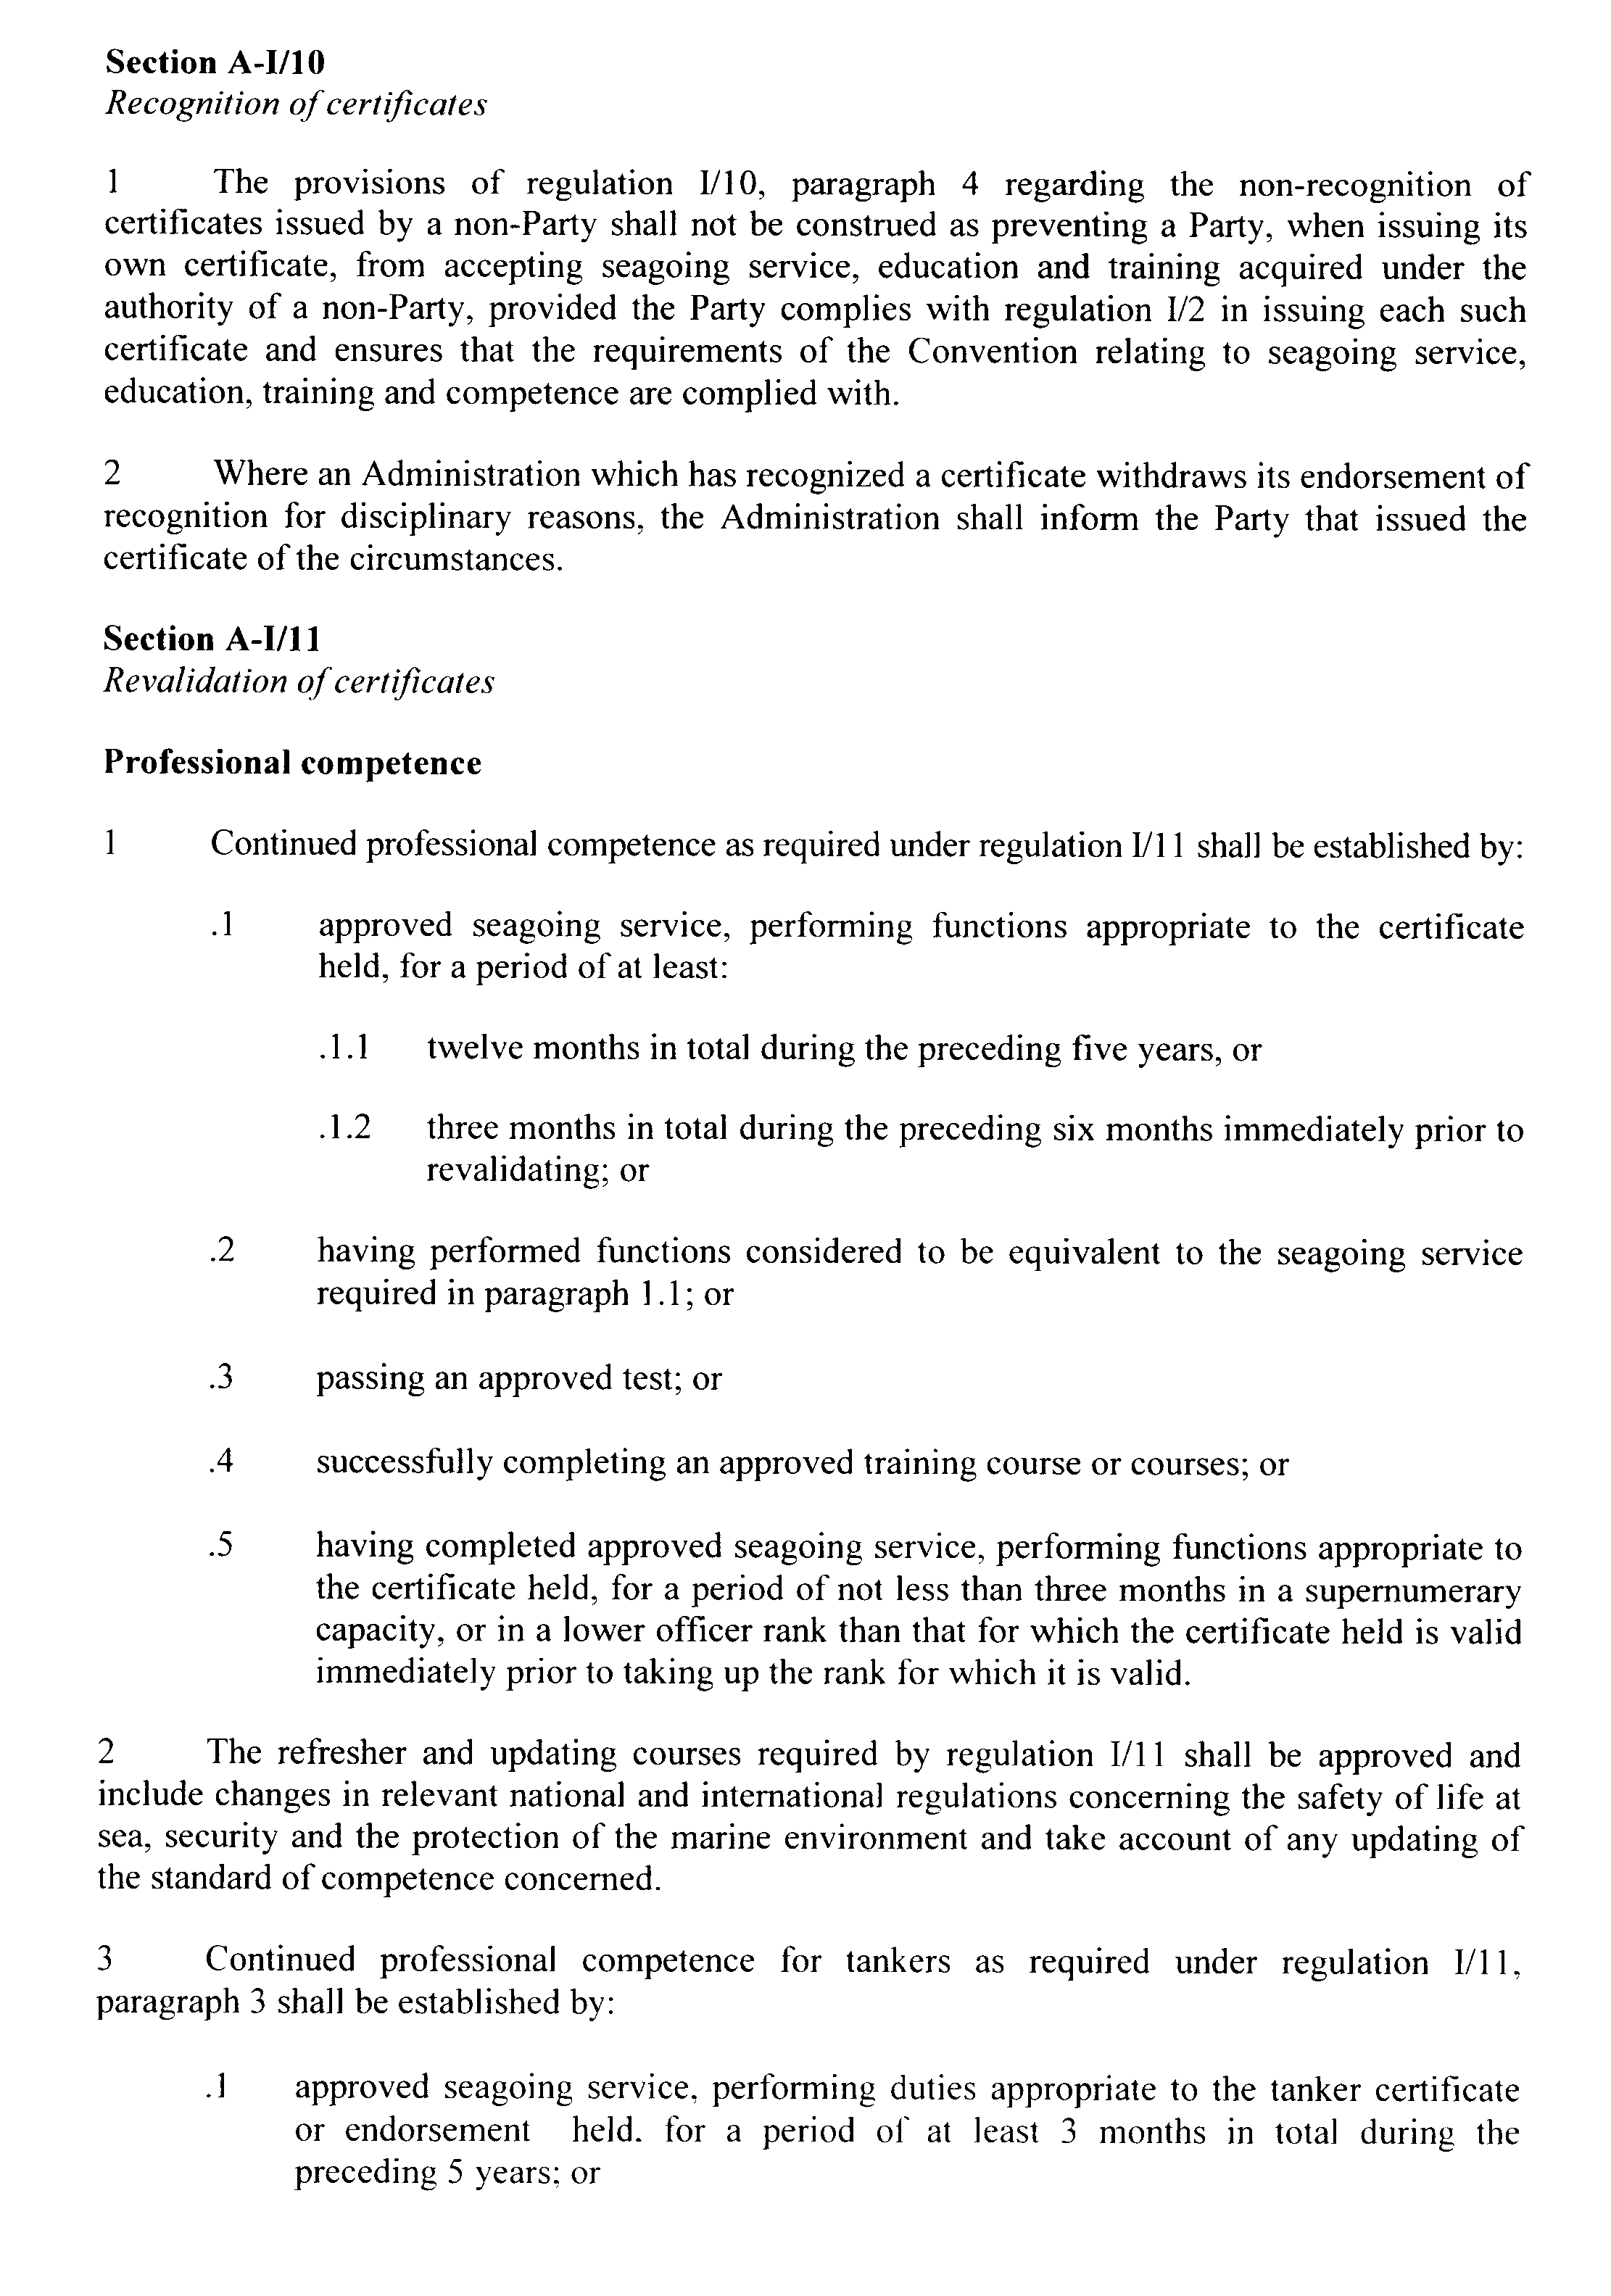 Section A-I/10
Recognition of certificates
1 The provisions of regulation I/10, paragraph 4 regarding the non-recognition of
certificates issued by a non-Party shall not be construed as preventing a Party, when issuing its
own certificate, from accepting seagoing service, education and training acquired under the
authority of a non-Party, provided the Party complies with regulation I/2 in issuing each such
certificate and ensures that the requirements of the Convention relating to seagoing service,
education, training and competence are complied with.
2 Where an Administration which has recognized a certificate withdraws its endorsement of
recognition for disciplinary reasons, the Administration shall inform the Party that issued the
certificate of the circumstances.
Section A-I/11
Revalidation of certificates
Professional competence
1 Continued professional competence as required under regulation I/11 shall be established by:
.1 approved seagoing service, performing functions appropriate to the certificate
held, for a period of at least:
.1.1 twelve months in total during the preceding five years, or
.1.2 three months in total during the preceding six months immediately prior to
revalidating; or
.2 having performed functions considered to be equivalent to the seagoing service
required in paragraph 1.1; or
.3 passing an approved test; or
.4 successfully completing an approved training course or courses; or
.5 having completed approved seagoing service, performing functions appropriate to
the certificate held, for a period of not less than three months in a supernumerary
capacity, or in a lower officer rank than that for which the certificate held is valid
immediately prior to taking up the rank for which it is valid.
2 The refresher and updating courses required by regulation I/11 shall be approved and
include changes in relevant national and international regulations concerning the safety of life at
sea, security and the protection of the marine environment and take account of any updating of
the standard of competence concerned.
3 Continued professional competence for tankers as required under regulation I/11,
paragraph 3 shall be established by:
.1 approved seagoing service, performing duties appropriate to the tanker certificate
or endorsement held. for a period of at least 3 months in total during the
preceding 5 years; or